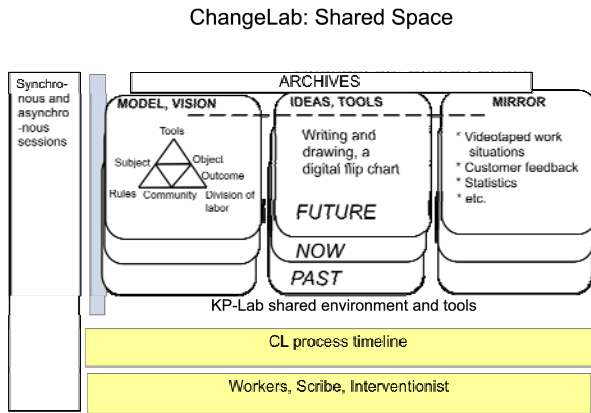 ChangeLab: Shared Space
Synchro-
nous and
asynchro
-nous
sessions
ARCHIVES
MODEL, VISION
Tools
Subject
Object
Outcome
Rules
Community
Division of
labor
IDEAS, TOOLS
Writing and
drawing, a
digital flip chart
FUTURE
NOW
PAST
MIRROR
* Videotaped work
situations
* Customer feedback
* Statistics
* etc.
KP-Lab shared environment and tools
CL process timeline
Workers, Scribe, Interventionist